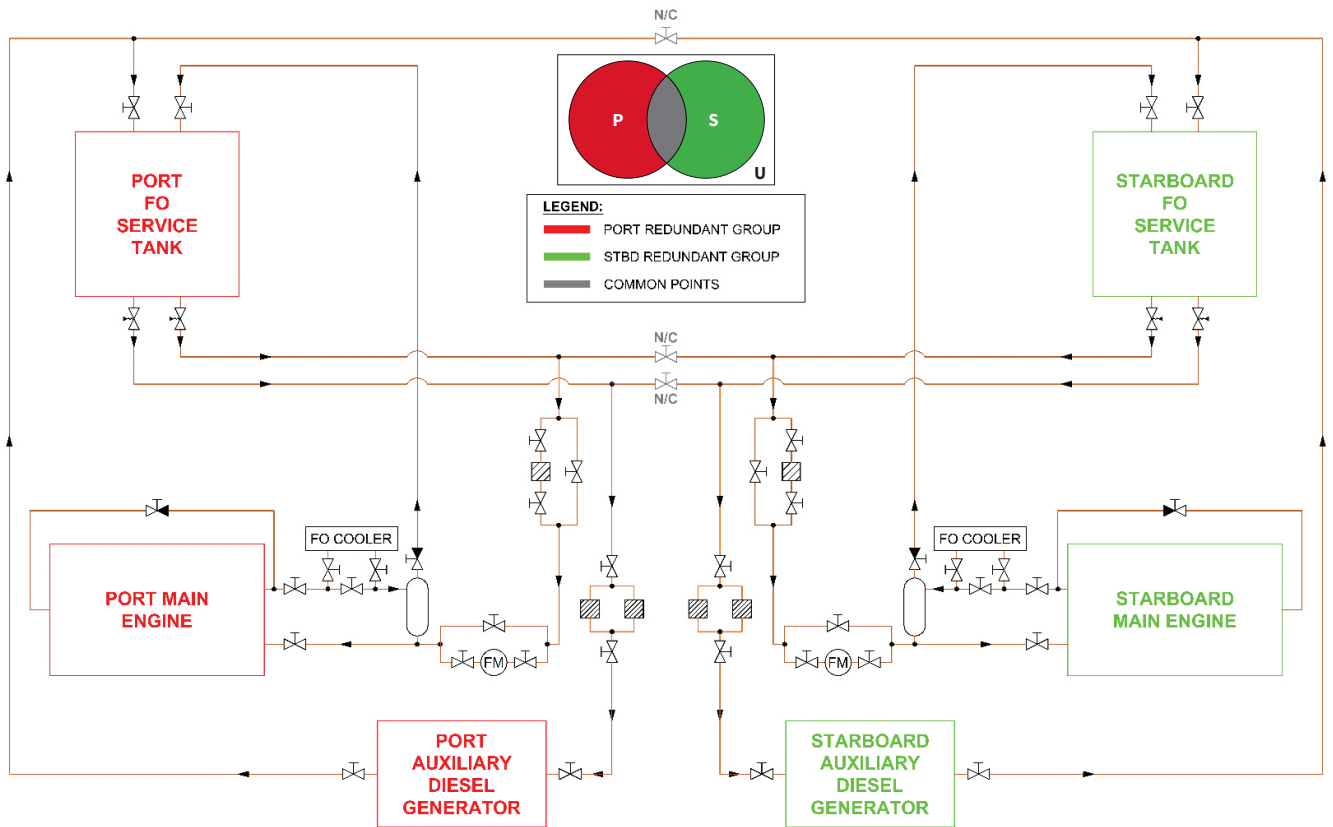 N/C
P
S
U
LEGEND:
PORT REDUNDANT GROUP
STBD REDUNDANT GROUP
COMMON POINTS
PORT
FO
SERVICE
TANK
STARBOARD
FO
SERVICE
TANK
N/C
N/C
FO COOLER
FO COOLER
PORT MAIN
ENGINE
STARBOARD
MAIN ENGINE
FM
FM
PORT
AUXILIARY
DIESEL
GENERATOR
STARBOARD
AUXILIARY
DIESEL
GENERATOR